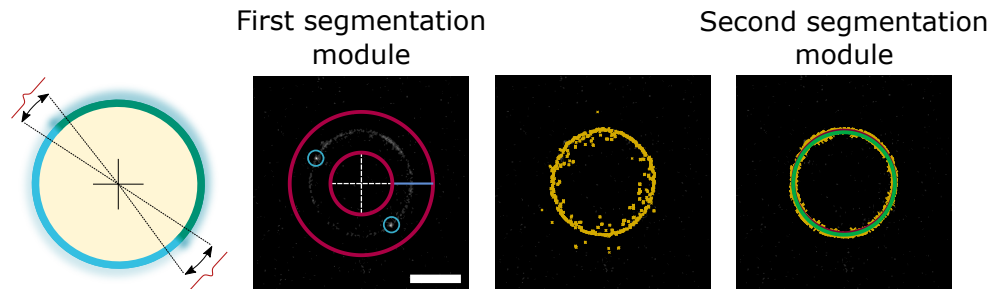 First segmentation
module
Second segmentation
module